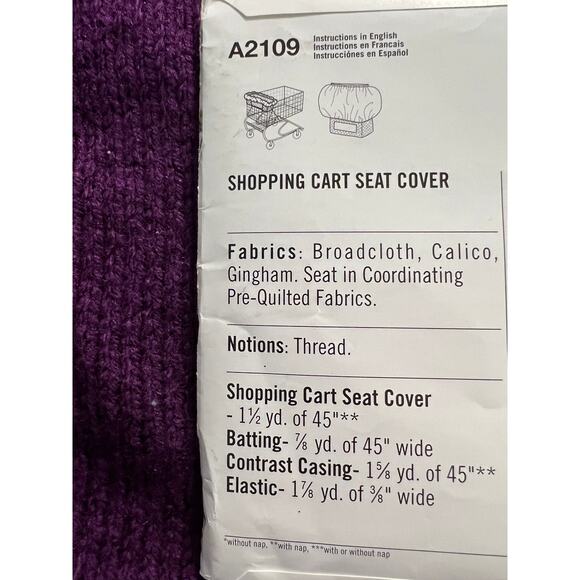 A2109
Instructions in English
Instructions en Francais
Instrucciónes en Español
SHOPPING CART SEAT COVER
Fabrics: Broadcloth, Calico,
Gingham. Seat in Coordinating
Pre-Quilted Fabrics.
Notions: Thread.
Shopping Cart Seat Cover
- 1½ yd. of 45"**
Batting- ⅞ yd. of 45" wide
Contrast Casing- 1⅝ yd. of 45"**
Elastic- 1⅞ yd. of ⅜" wide
*without nap, **with nap, ***with or without nap